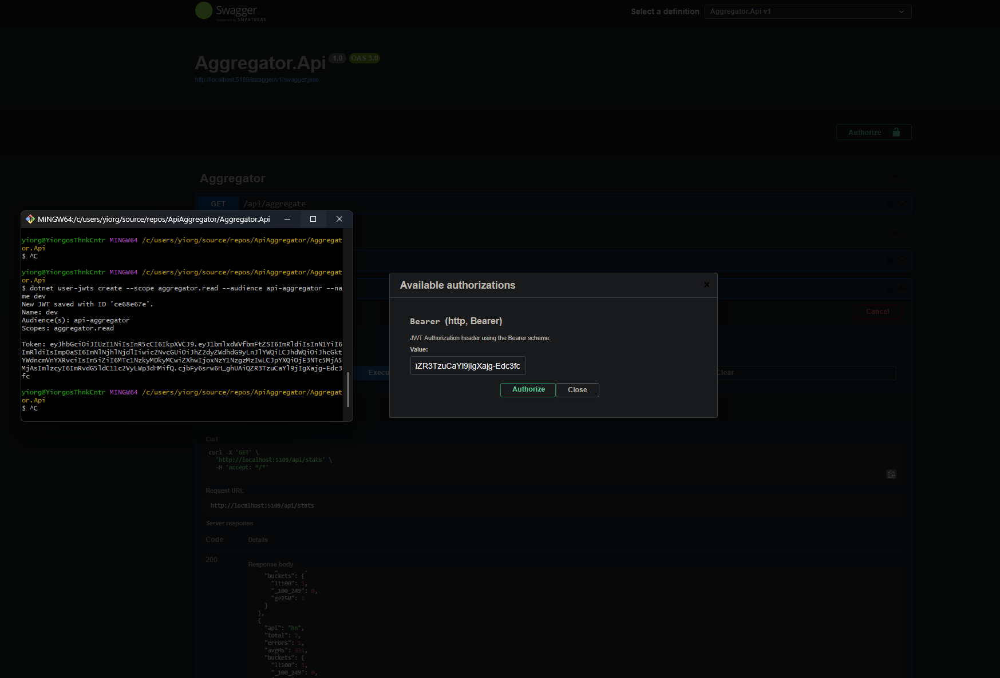 Swagger
Supported by SMARTBEAR
Select a definition
Aggregator.Api v1
Aggregator.Api 1.0 OAS 3.0
http://localhost:5109/swagger/v1/swagger.json
Authorize
Aggregator
GET /api/aggregate
MINGW64:/c/users/yiorg/source/repos/ApiAggregator/Aggregator.Api
yiorg@YiorgosThnkCntr MINGW64 /c/users/yiorg/source/repos/ApiAggregator/Aggregat
or.Api
$ ^C
yiorg@YiorgosThnkCntr MINGW64 /c/users/yiorg/source/repos/ApiAggregator/Aggregat
or.Api
$ dotnet user-jwts create --scope aggregator.read --audience api-aggregator --na
me dev
New JWT saved with ID 'ce68e67e'.
Name: dev
Audience(s): api-aggregator
Scopes: aggregator.read
Token: eyJhbGciOiJIUzI1NiIsInR5cCI6IkpXVCJ9.eyJ1bmlxdWVfbmFtZSI6ImRldiIsInN1YiI6
ImRldiIsImp0aSI6ImNlNjhlNjdlIiwic2NvcGUiOiJhZ2dyZWdhdG9yLnJlYWQiLCJhdWQiOiJhcGkt
YWdncmVnYXRvciIsIm5iZiI6MTc1NzkyMDkyMCwiZXhwIjoxNzY1NzgzMzIwLCJpYXQiOjE3NTc5MjA5
MjAsImlzcyI6ImRvdG5ldC11c2VyLWp3dHMifQ.cjbFy6srw6H_ghUAiQZR3TzuCaYl9jIgXajg-Edc3
fc
yiorg@YiorgosThnkCntr MINGW64 /c/users/yiorg/source/repos/ApiAggregator/Aggregat
or.Api
$ ^C
Available authorizations
Bearer (http, Bearer)
JWT Authorization header using the Bearer scheme.
Value:
ZR3TzuCaYl9jIgXajg-Edc3fc
Authorize
Close
Cancel
Execu
Clear
Curl
curl -X 'GET' \
'http://localhost:5109/api/stats' \
-H 'accept: */*'
Request URL
http://localhost:5109/api/stats
Server response
Code Details
200
Response body
"buckets": {
"lt100": 1,
"_100_249": 0,
"ge250": 1
}
},
{
"api": "hn",
"total": 2,
"errors": 1,
"avgMs": 331,
"buckets": {
"lt100": 1,
"_100_249": 0,